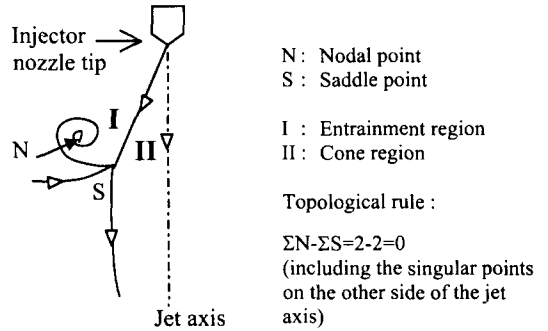 Injector
nozzle tip
I
N
II
S
Jet axis
N : Nodal point
S : Saddle point
I : Entrainment region
II : Cone region
Topological rule :
ΣN-ΣS=2-2=0
(including the singular points
on the other side of the jet
axis)